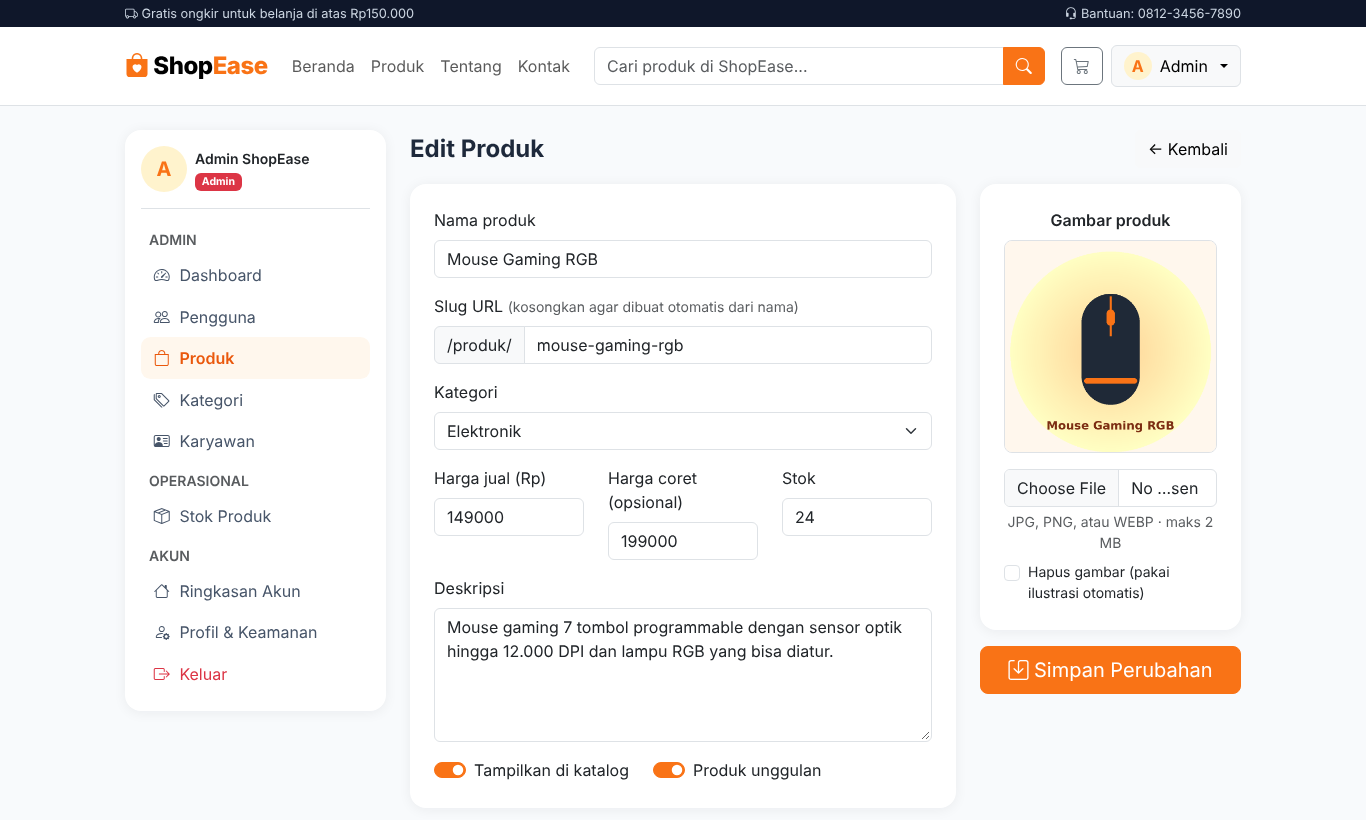 Gratis ongkir untuk belanja di atas Rp150.000
Bantuan: 0812-3456-7890
ShopEase
Beranda
Produk
Tentang
Kontak
Cari produk di ShopEase...
A
Admin
A
Admin ShopEase
Admin
ADMIN
Dashboard
Pengguna
Produk
Kategori
Karyawan
OPERASIONAL
Stok Produk
AKUN
Ringkasan Akun
Profil & Keamanan
Keluar
Edit Produk
← Kembali
Nama produk
Mouse Gaming RGB
Slug URL (kosongkan agar dibuat otomatis dari nama)
/produk/ mouse-gaming-rgb
Kategori
Elektronik
Harga jual (Rp)
149000
Harga coret
(opsional)
199000
Stok
24
Deskripsi
Mouse gaming 7 tombol programmable dengan sensor optik
hingga 12.000 DPI dan lampu RGB yang bisa diatur.
Tampilkan di katalog
Produk unggulan
Gambar produk
Mouse Gaming RGB
Choose File No ...sen
JPG, PNG, atau WEBP · maks 2
MB
Hapus gambar (pakai
ilustrasi otomatis)
Simpan Perubahan